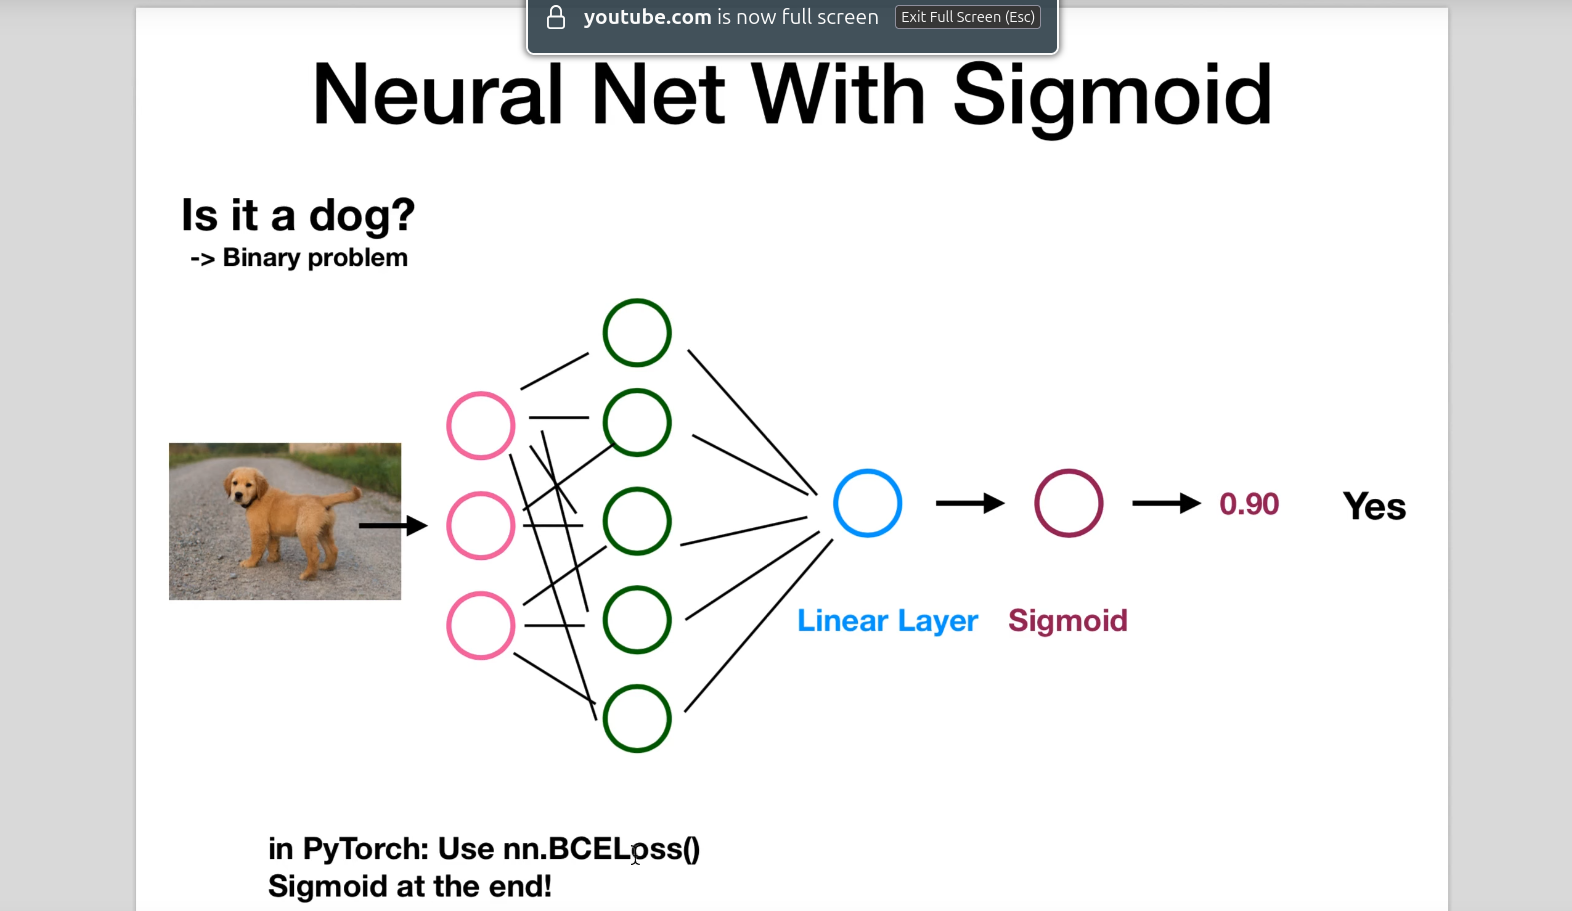 youtube.com is now full screen Exit Full Screen (Esc)
Neural Net With Sigmoid
Is it a dog?
-> Binary problem
0.90 Yes
Linear Layer Sigmoid
in PyTorch: Use nn.BCELoss()
Sigmoid at the end!